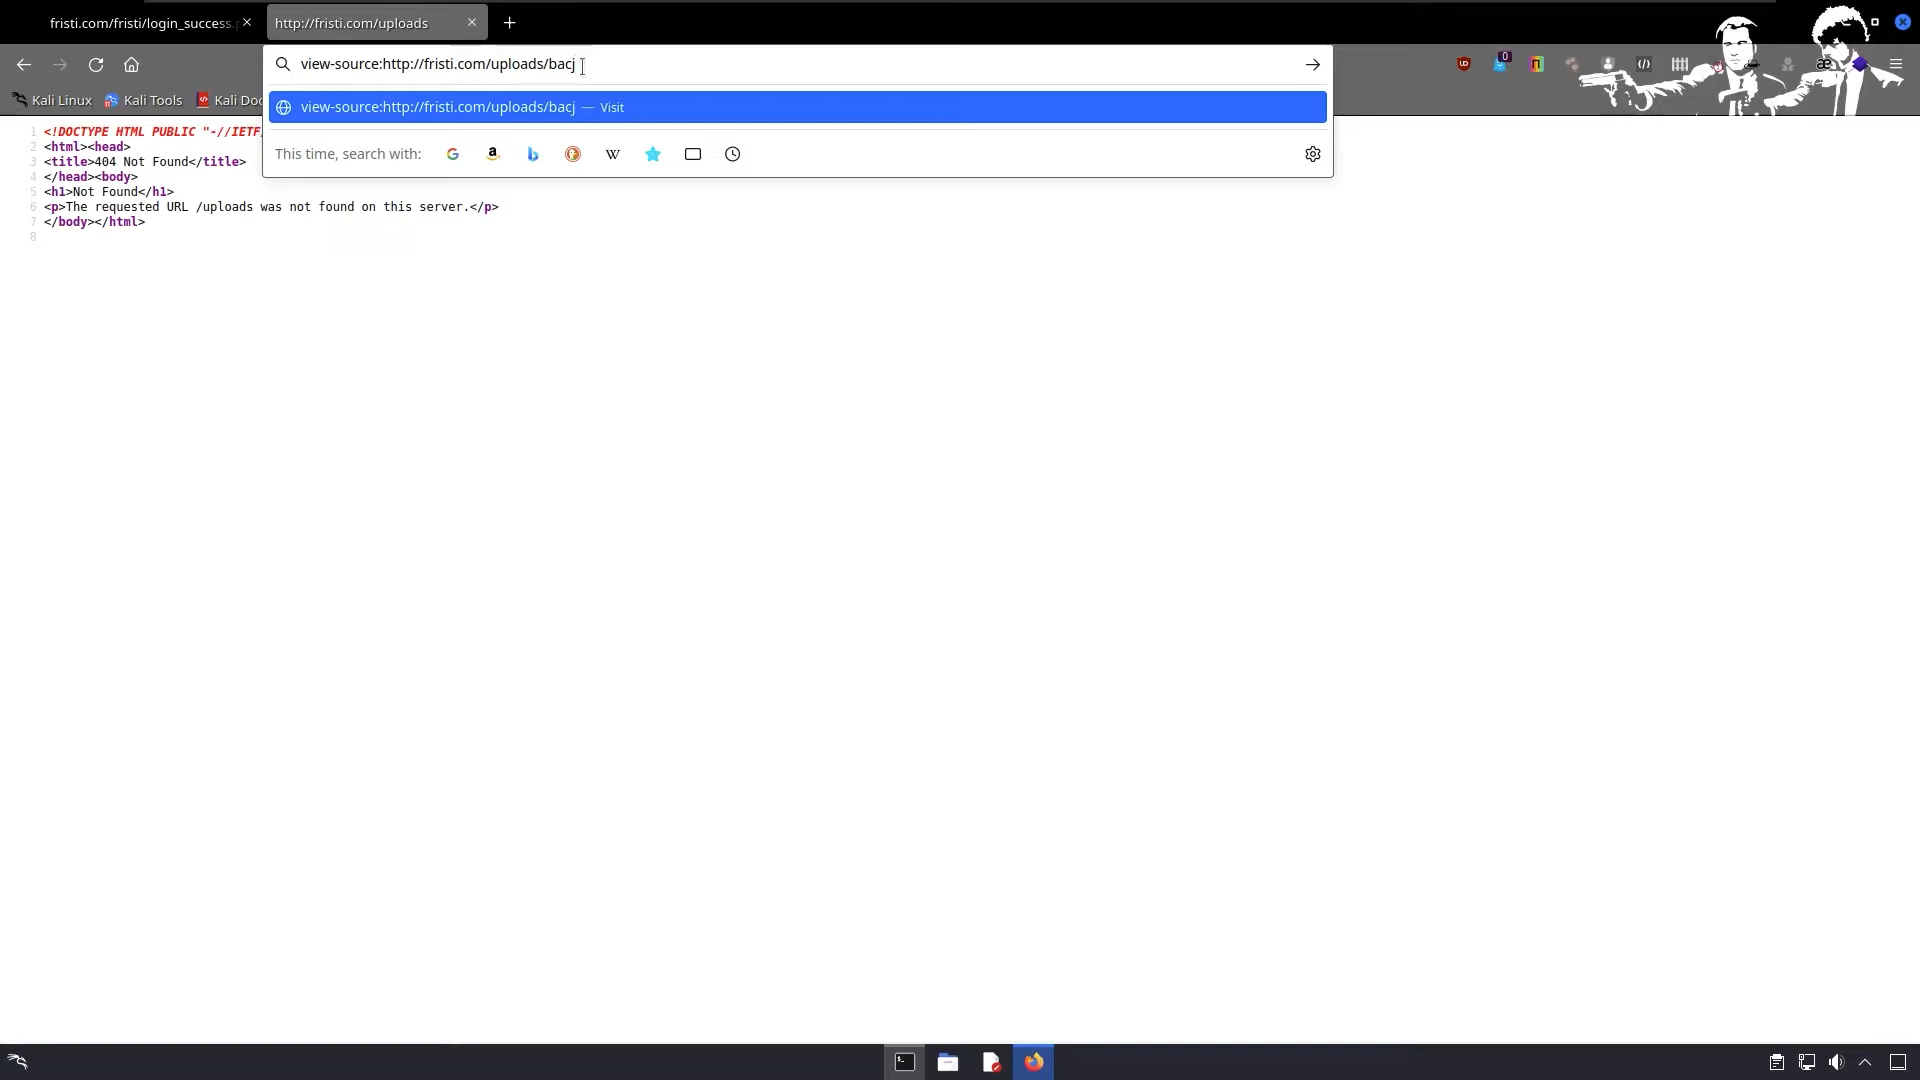 fristi.com/fristi/login_success.
http://fristi.com/uploads
view-source:http://fristi.com/uploads/bacj
0
Kali Linux
Kali Tools
Kali Doc
view-source:http://fristi.com/uploads/bacj — Visit
This time, search with:
1 <!DOCTYPE HTML PUBLIC "-//IETF
2 <html><head>
3 <title>404 Not Found</title>
4 </head><body>
5 <h1>Not Found</h1>
6 <p>The requested URL /uploads was not found on this server.</p>
7 </body></html>
8